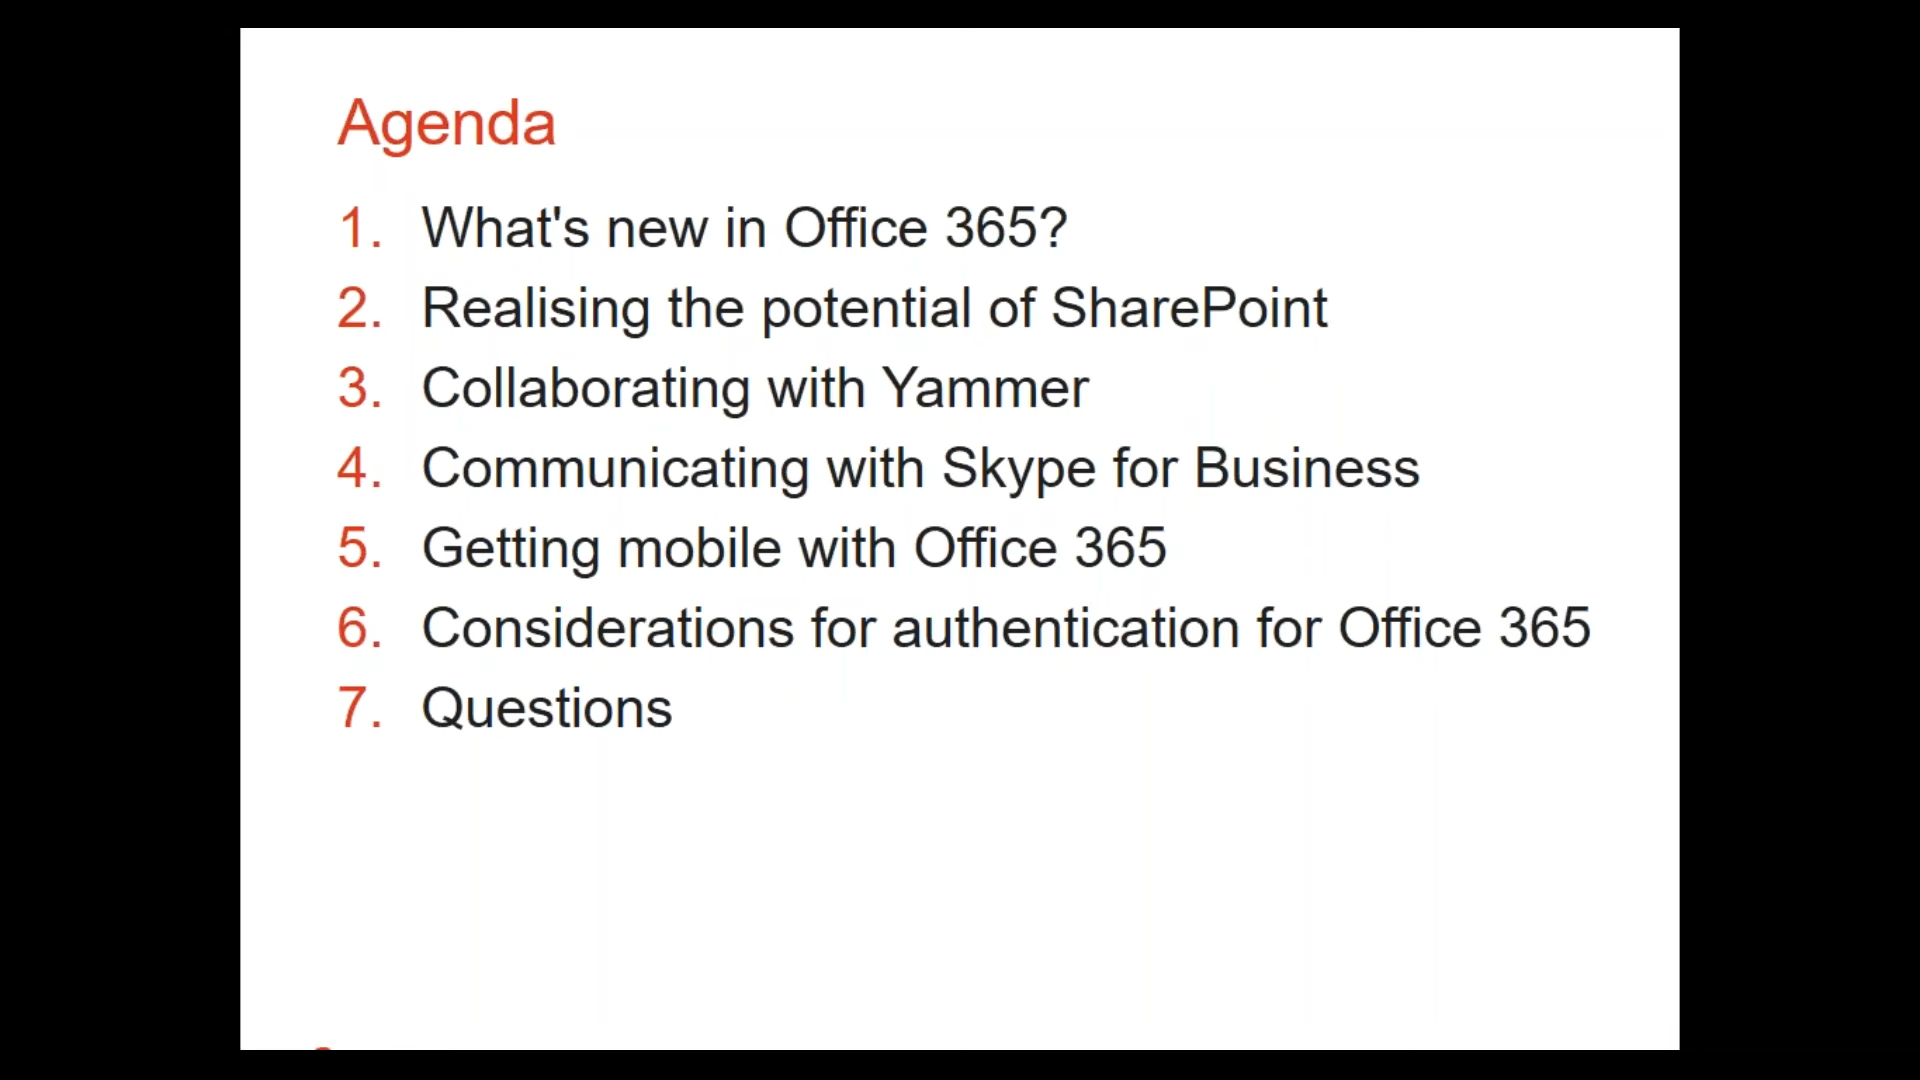 Agenda
1. What's new in Office 365?
2. Realising the potential of SharePoint
3. Collaborating with Yammer
4. Communicating with Skype for Business
5. Getting mobile with Office 365
6. Considerations for authentication for Office 365
7. Questions